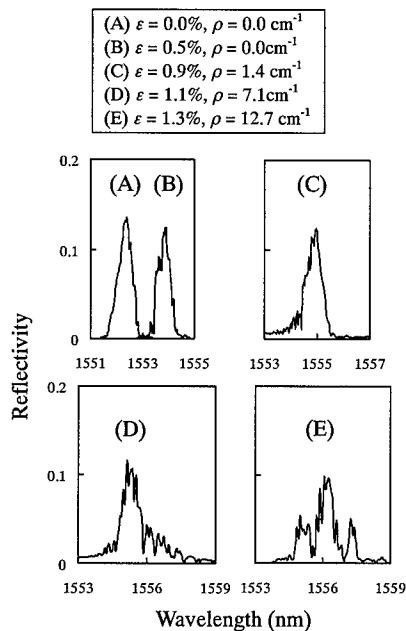 (A) ε = 0.0%, ρ = 0.0 cm⁻¹
(B) ε = 0.5%, ρ = 0.0cm⁻¹
(C) ε = 0.9%, ρ = 1.4 cm⁻¹
(D) ε = 1.1%, ρ = 7.1cm⁻¹
(E) ε = 1.3%, ρ = 12.7 cm⁻¹
0.2
(A) (B) (C)
0.1
0
1551 1553 1555 1553 1555 1557
Reflectivity
0.2
(D) (E)
0.1
0
1553 1556 1559 1553 1556 1559
Wavelength (nm)